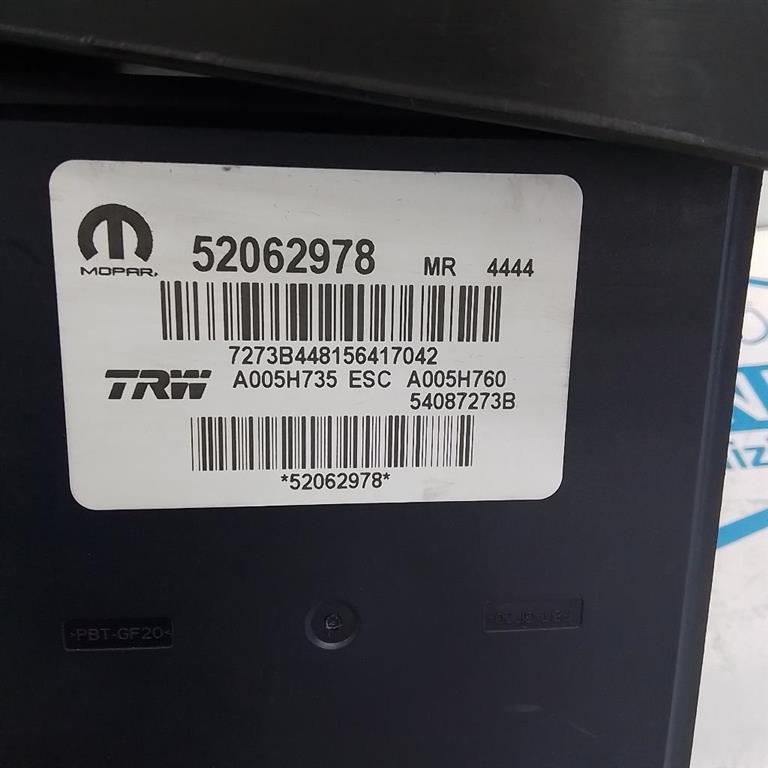 MOPAR
52062978 MR 4444
7273B448156417042
TRW A005H735 ESC A005H760
54087273B
*52062978*
>PBT-GF20<